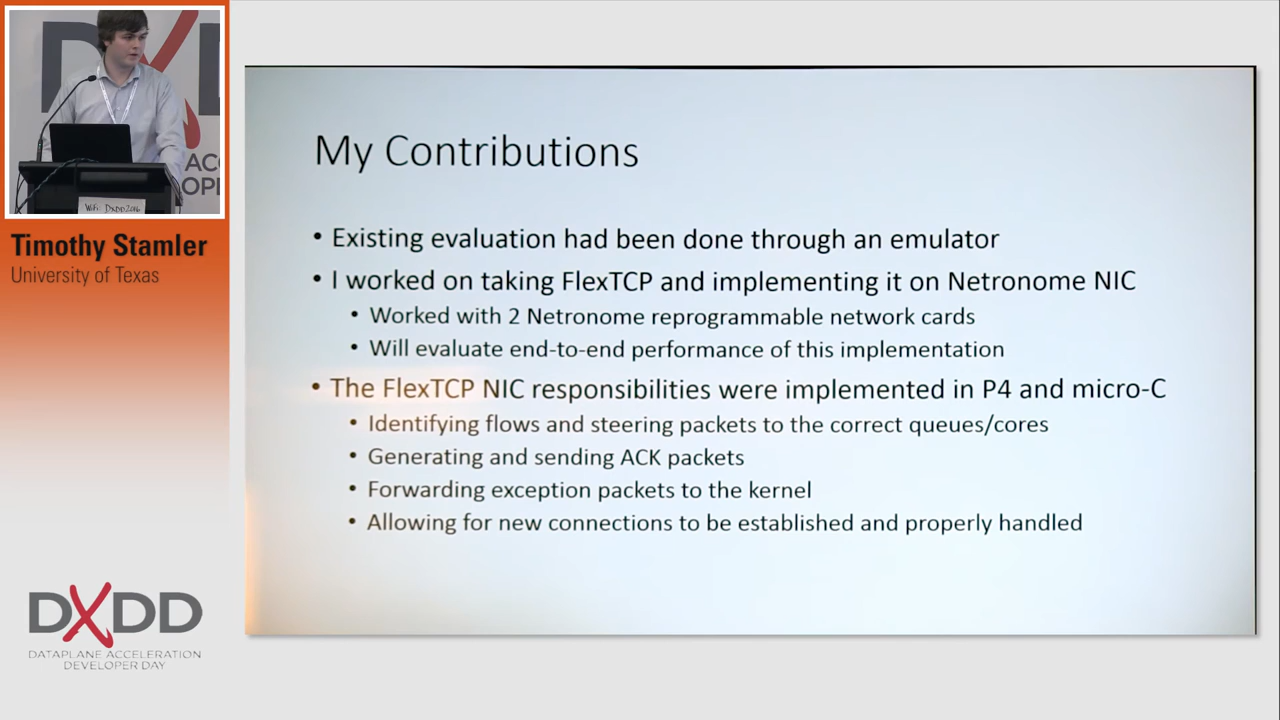 Timothy Stamler
University of Texas
DXDD
DATAPLANE ACCELERATION
DEVELOPER DAY
WiFi DXDD2016
My Contributions
• Existing evaluation had been done through an emulator
• I worked on taking FlexTCP and implementing it on Netronome NIC
• Worked with 2 Netronome reprogrammable network cards
• Will evaluate end-to-end performance of this implementation
• The FlexTCP NIC responsibilities were implemented in P4 and micro-C
• Identifying flows and steering packets to the correct queues/cores
• Generating and sending ACK packets
• Forwarding exception packets to the kernel
• Allowing for new connections to be established and properly handled